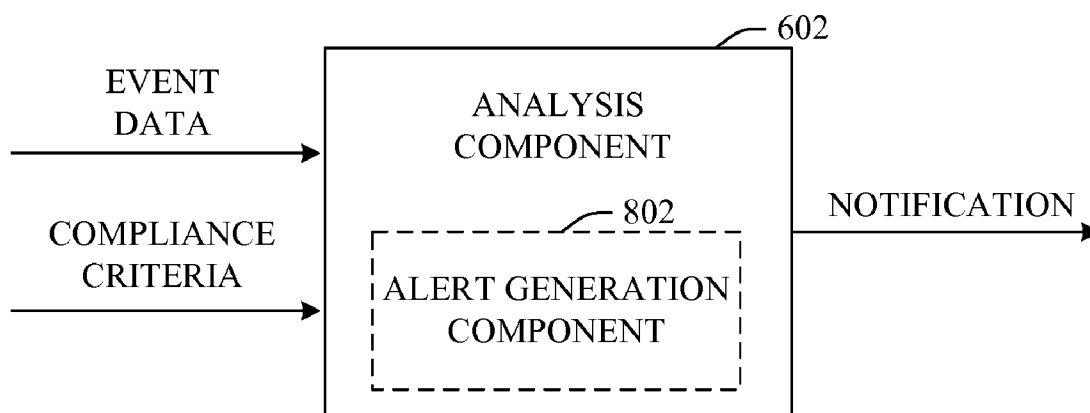 602
EVENT
DATA
ANALYSIS
COMPONENT
NOTIFICATION
COMPLIANCE
CRITERIA
802
ALERT GENERATION
COMPONENT